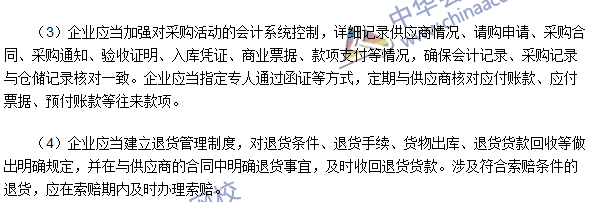 （3）企业应当加强对采购活动的会计系统控制，详细记录供应商情况、请购申请、采购合
同、采购通知、验收证明、入库凭证、商业票据、款项支付等情况，确保会计记录、采购记录
与仓储记录核对一致。企业应当指定专人通过函证等方式，定期与供应商核对应付账款、应付
票据、预付账款等往来款项。
（4）企业应当建立退货管理制度，对退货条件、退货手续、货物出库、退货货款回收等做
出明确规定，并在与供应商的合同中明确退货事宜，及时收回退货货款。涉及符合索赔条件的
退货，应在索赔期内及时办理索赔。